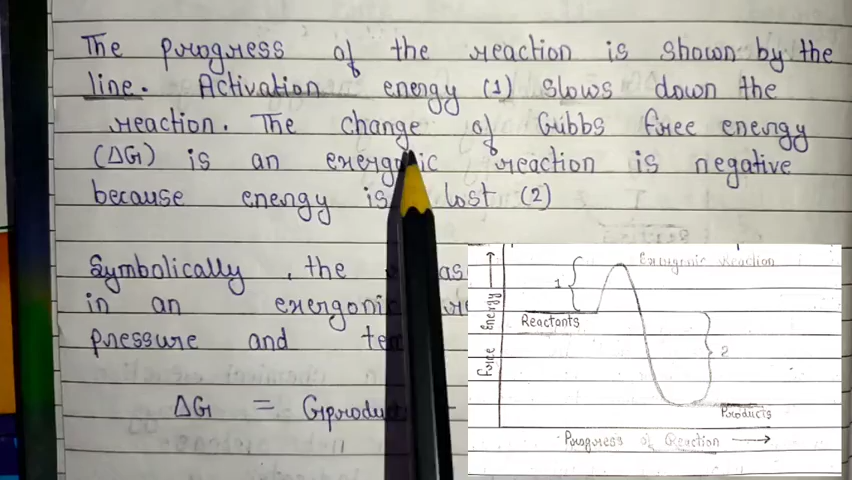 The progress of the reaction is shown by the
line. Activation energy (1) slows down the
reaction. The change of Gibbs free energy
(ΔG) is an exergonic reaction is negative
because energy is lost (2)
Symbolically, the
in an exergonic
pressure and
ΔG =
Exergonic Reaction
1
Reactants
2
Products
Free Energy
Progress of Reaction